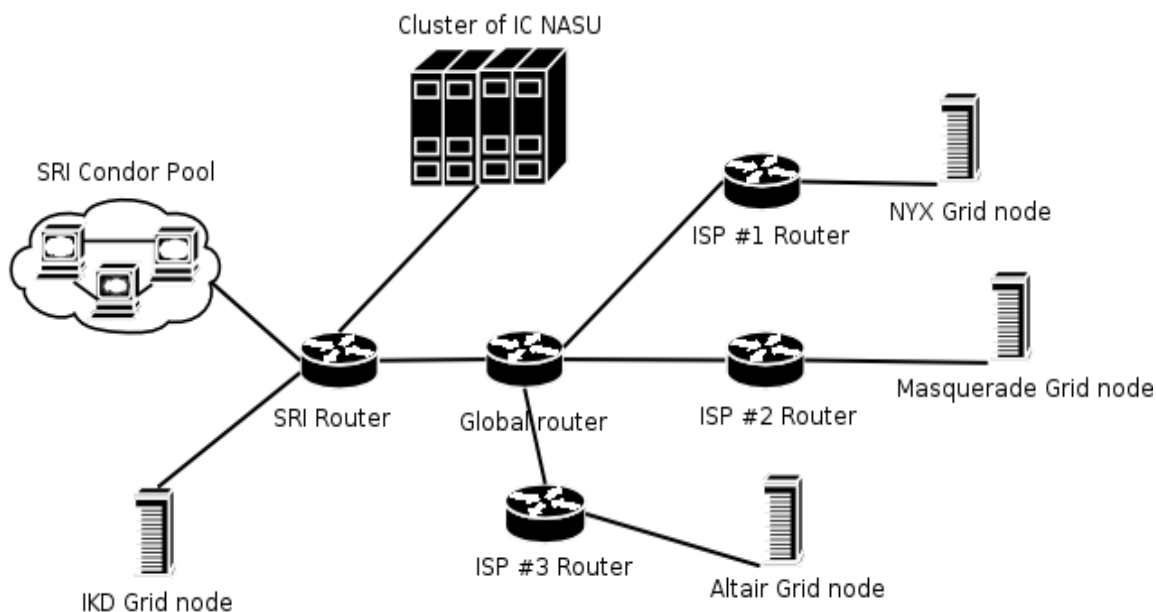 Cluster of IC NASU
SRI Condor Pool
NYX Grid node
ISP #1 Router
Masquerade Grid node
SRI Router
Global router
ISP #2 Router
ISP #3 Router
Altair Grid node
IKD Grid node